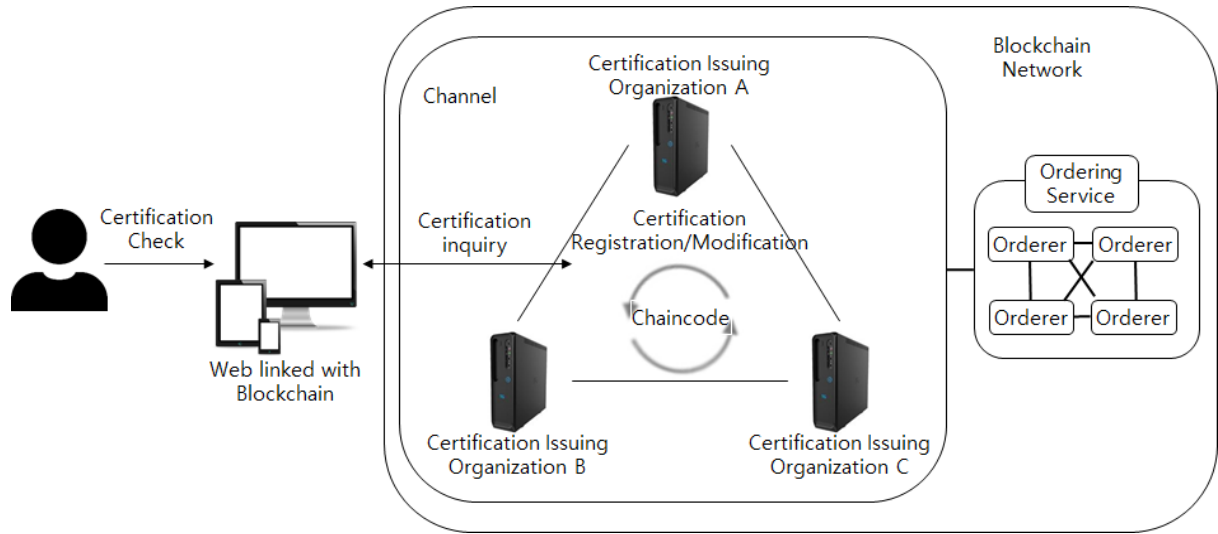 Certification
Check
Web linked with
Blockchain
Certification
inquiry
Channel
Certification Issuing
Organization A
Certification
Registration/Modification
Chaincode
Certification Issuing
Organization B
Certification Issuing
Organization C
Blockchain
Network
Ordering
Service
Orderer
Orderer
Orderer
Orderer